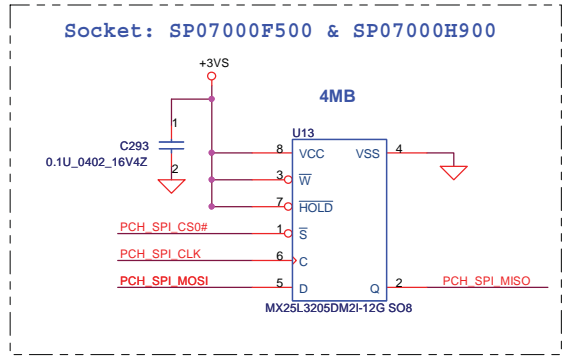 Socket: SP07000F500 & SP07000H900
+3VS
4MB
1
U13
C293
8
VCC
VSS
4
0.1U_0402_16V4Z
2
3
W
7
HOLD
PCH_SPI_CS0#
1
S
PCH_SPI_CLK
6
C
PCH_SPI_MOSI
5
D
Q
2
PCH_SPI_MISO
MX25L3205DM2I-12G SO8